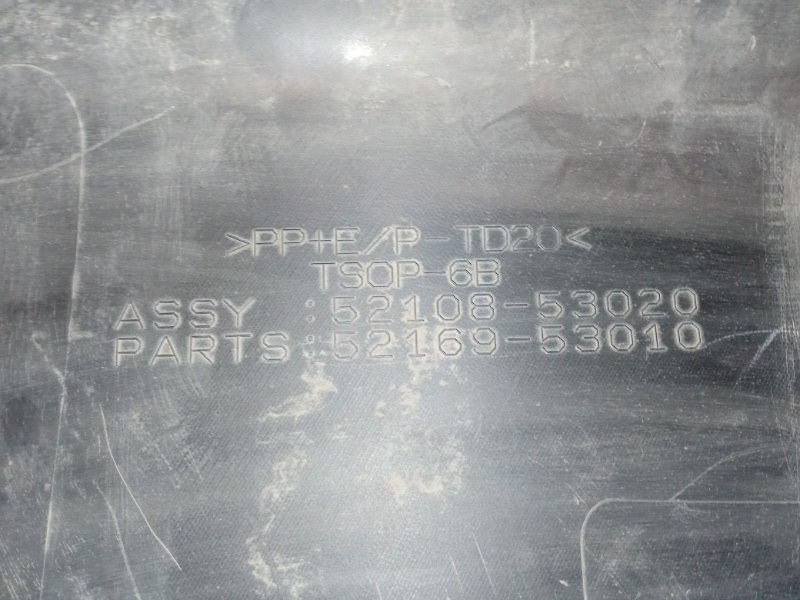 >PP+E/P-TD20<
TSOP-6B
ASSY :52108-53020
PARTS:52169-53010